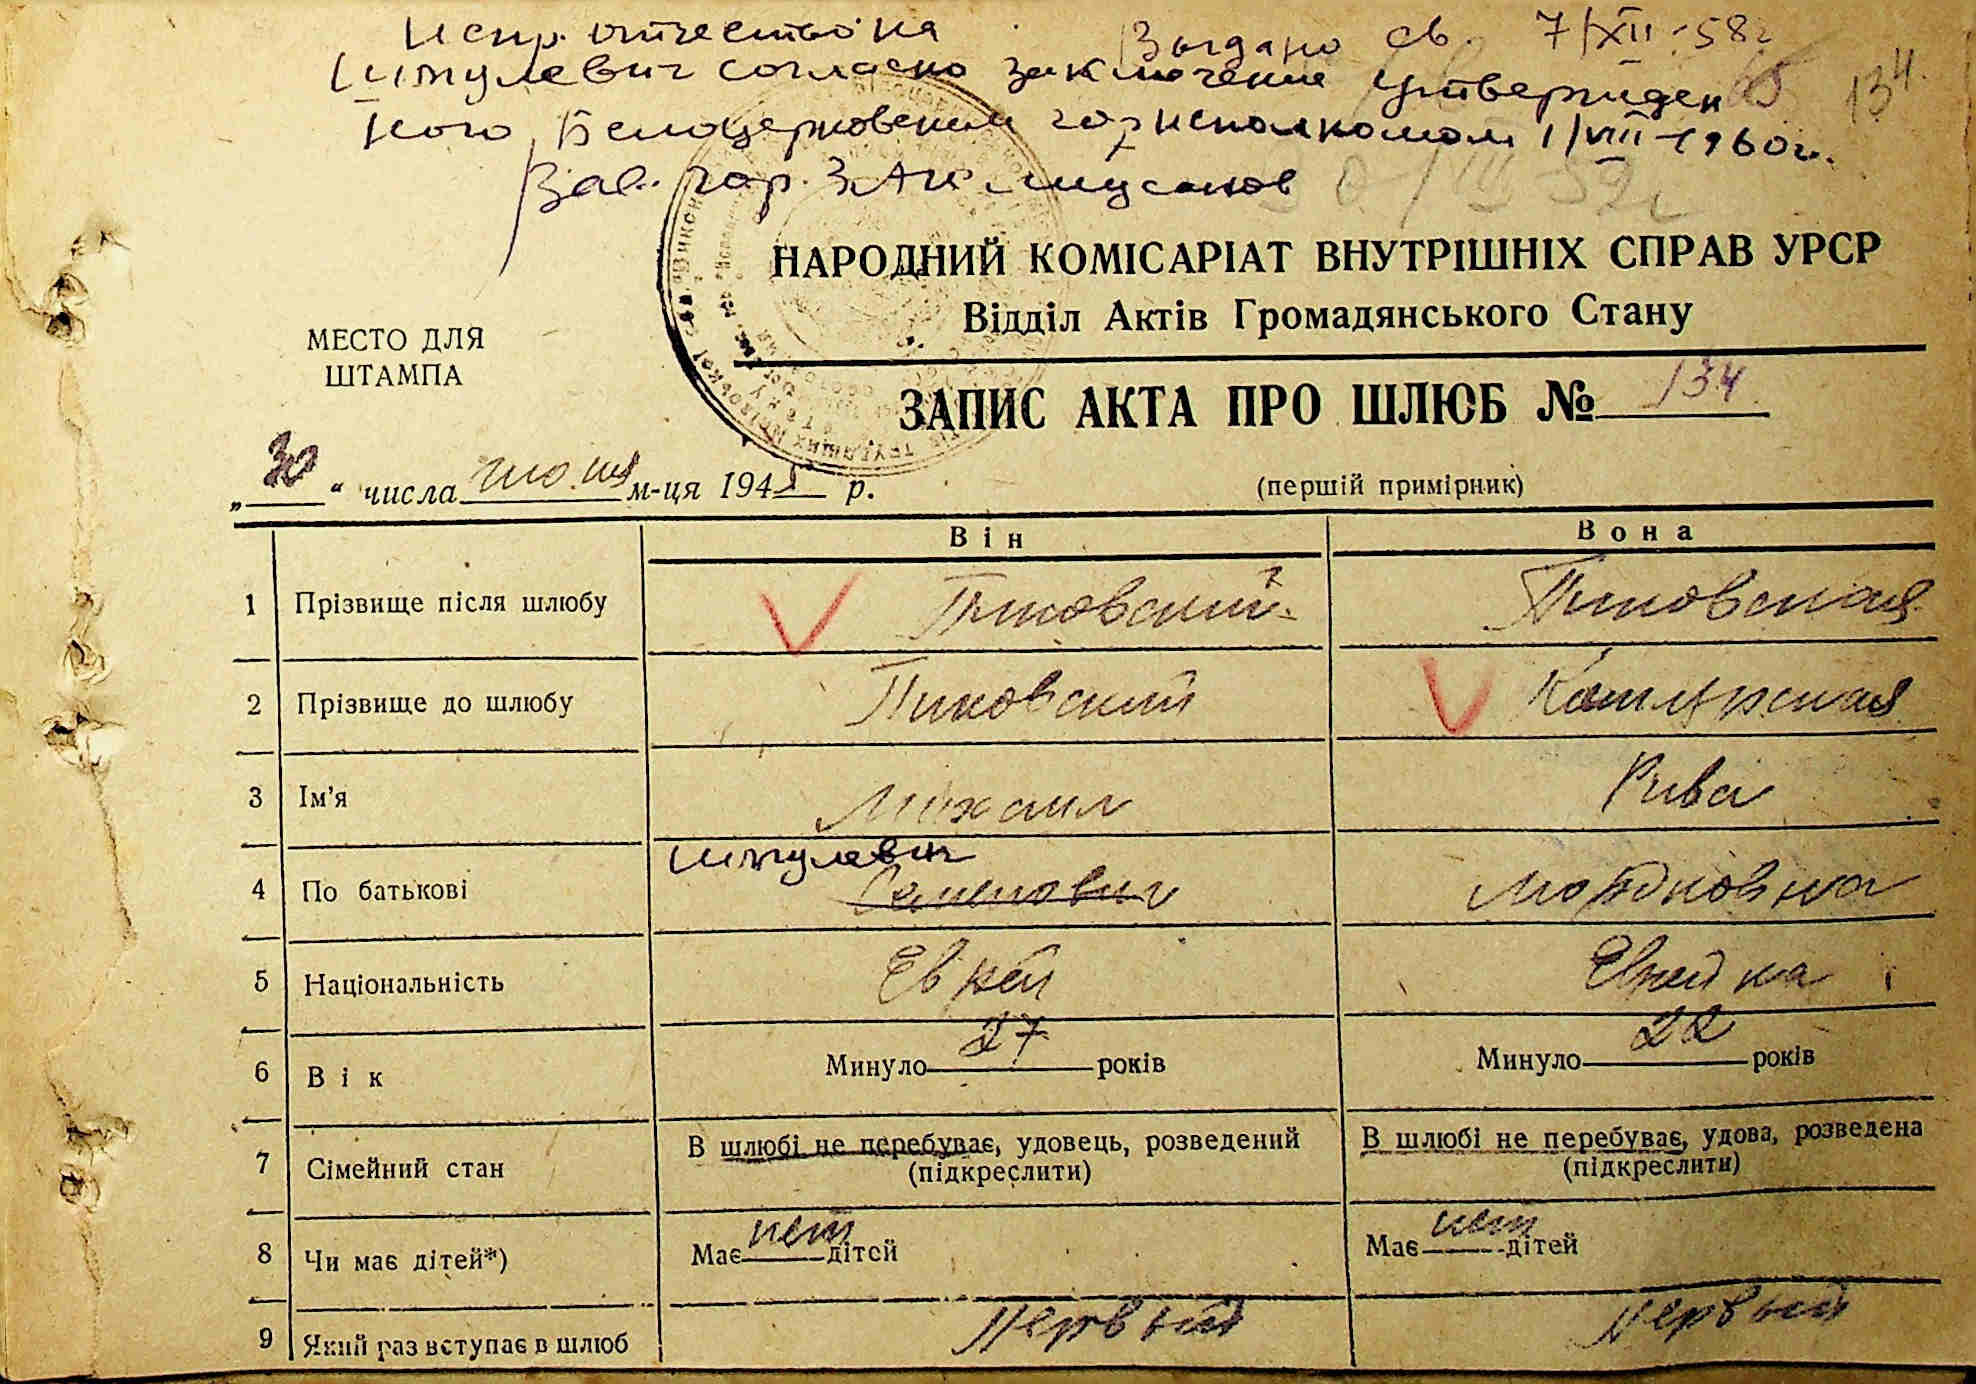 Испр. отчество на Выдано св. 7/XII-58г
Шмулевич согласно заключения утвержден
ного Белоцерковским горисполкомом 1/VIII-1960г. 134.
Зав. гор. ЗАГС
НАРОДНИЙ КОМІСАРІАТ ВНУТРІШНІХ СПРАВ УРСР
Відділ Актів Громадянського Стану
МЕСТО ДЛЯ
ШТАМПА
ЗАПИС АКТА ПРО ШЛЮБ № 134
„30“ числа м-ця 194 р.
(першій примірник)
Він Вона
1 Прізвище після шлюбу Пиковский Пиковская
2 Прізвище до шлюбу Пиковский Котлярская
3 Ім’я Михаил Рива
Шмулевич
4 По батькові Семенович Мордковна
5 Національність Еврей Еврейка
6 Вік Минуло 27 років Минуло 22 років
7 Сімейний стан В шлюбі не перебуває, удовець, розведений В шлюбі не перебуває, удова, розведена
(підкреслити) (підкреслити)
8 Чи має дітей*) Має нет дітей Має нет дітей
9 Який раз вступає в шлюб Первый Первый